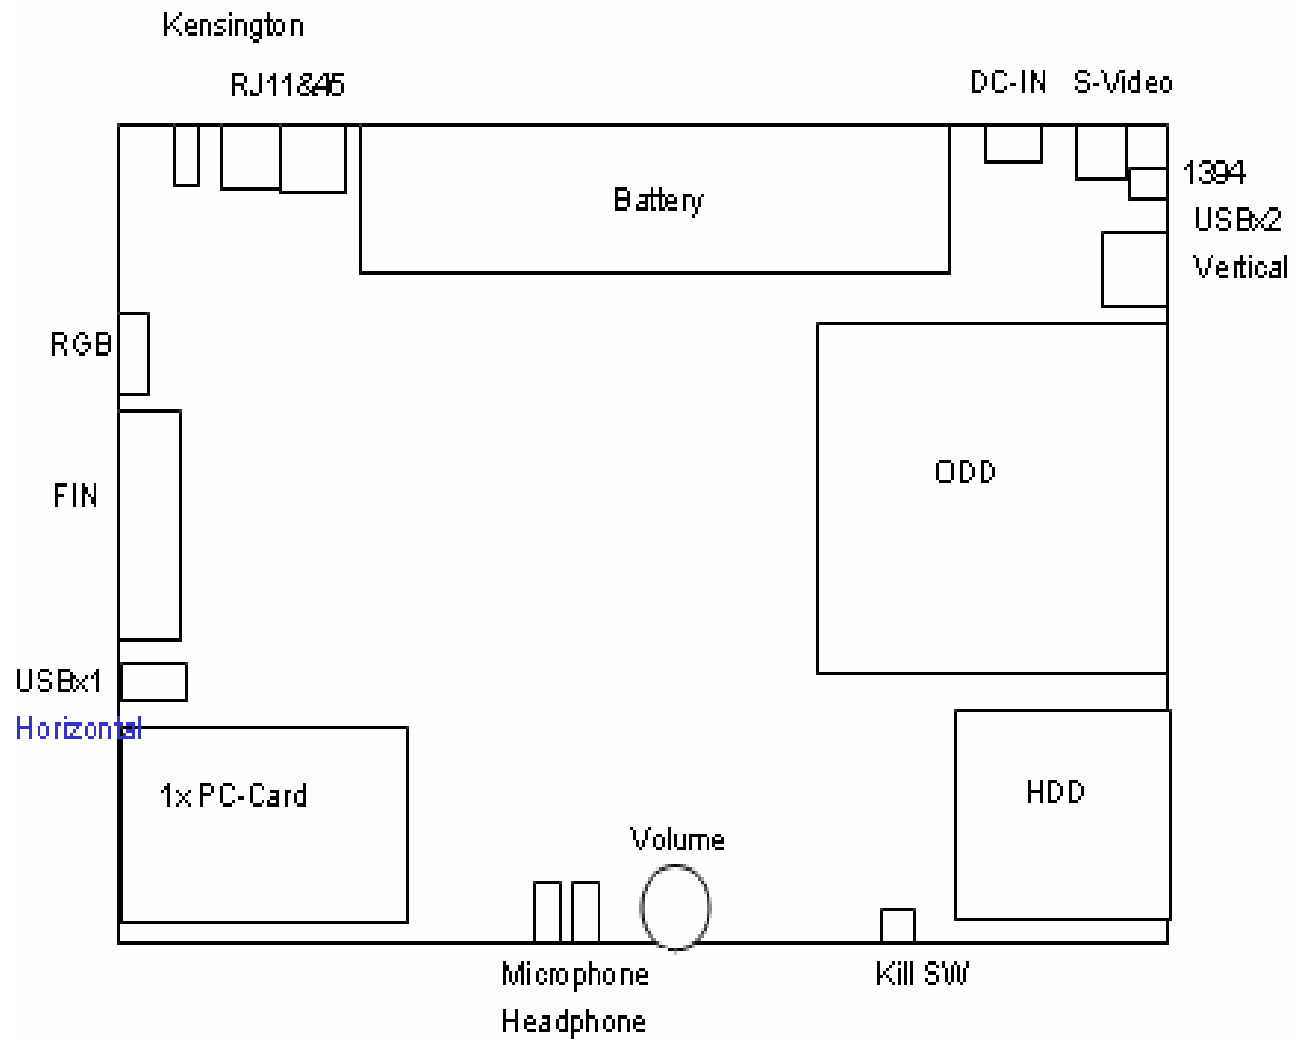 Kensington
RJ11&45
DC-IN
S-Video
1394
Battery
USBx2
Vertical
RGB
ODD
FIN
USBx1
Horizontal
1x PC-Card
HDD
Volume
Microphone
Kill SW
Headphone